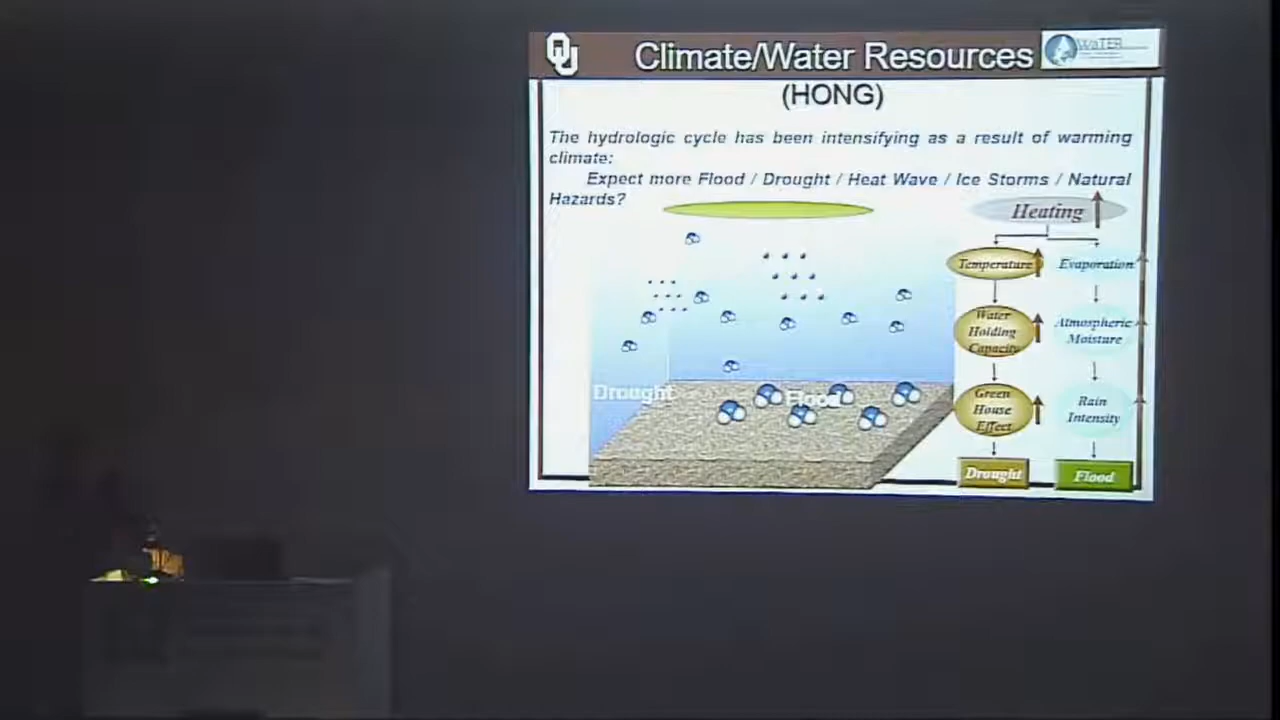 OU
Climate/Water Resources
WaTER
(HONG)
The hydrologic cycle has been intensifying as a result of warming
climate:
Expect more Flood / Drought / Heat Wave / Ice Storms / Natural
Hazards?
Heating
Temperature
Evaporation
Water
Holding
Capacity
Atmospheric
Moisture
Drought
Flood
Green
House
Effect
Rain
Intensity
Drought
Flood